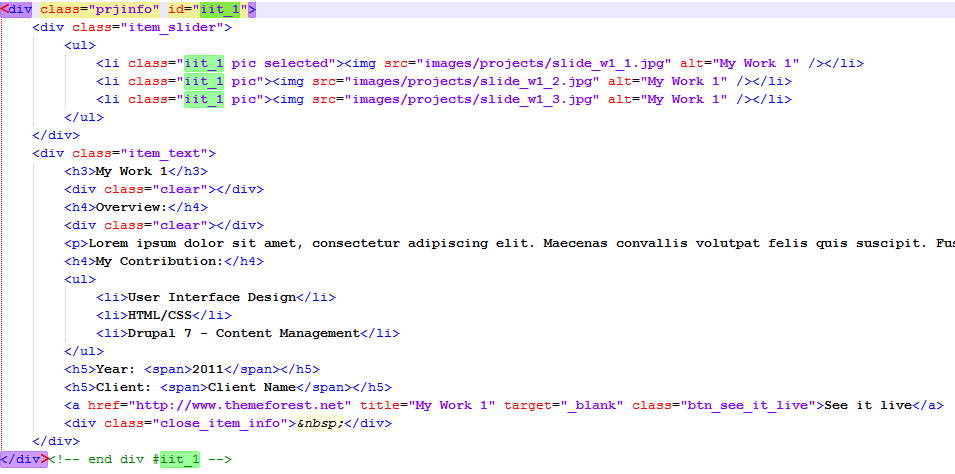 <div class="prjinfo" id="iit_1">
<div class="item_slider">
<ul>
<li class="iit_1 pic selected"><img src="images/projects/slide_w1_1.jpg" alt="My Work 1" /></li>
<li class="iit_1 pic"><img src="images/projects/slide_w1_2.jpg" alt="My Work 1" /></li>
<li class="iit_1 pic"><img src="images/projects/slide_w1_3.jpg" alt="My Work 1" /></li>
</ul>
</div>
<div class="item_text">
<h3>My Work 1</h3>
<div class="clear"></div>
<h4>Overview:</h4>
<div class="clear"></div>
<p>Lorem ipsum dolor sit amet, consectetur adipiscing elit. Maecenas convallis volutpat felis quis suscipit. Fus
<h4>My Contribution:</h4>
<ul>
<li>User Interface Design</li>
<li>HTML/CSS</li>
<li>Drupal 7 - Content Management</li>
</ul>
<h5>Year: <span>2011</span></h5>
<h5>Client: <span>Client Name</span></h5>
<a href="http://www.themeforest.net" title="My Work 1" target="_blank" class="btn_see_it_live">See it live</a>
<div class="close_item_info">&nbsp;</div>
</div>
</div><!-- end div #iit_1 -->